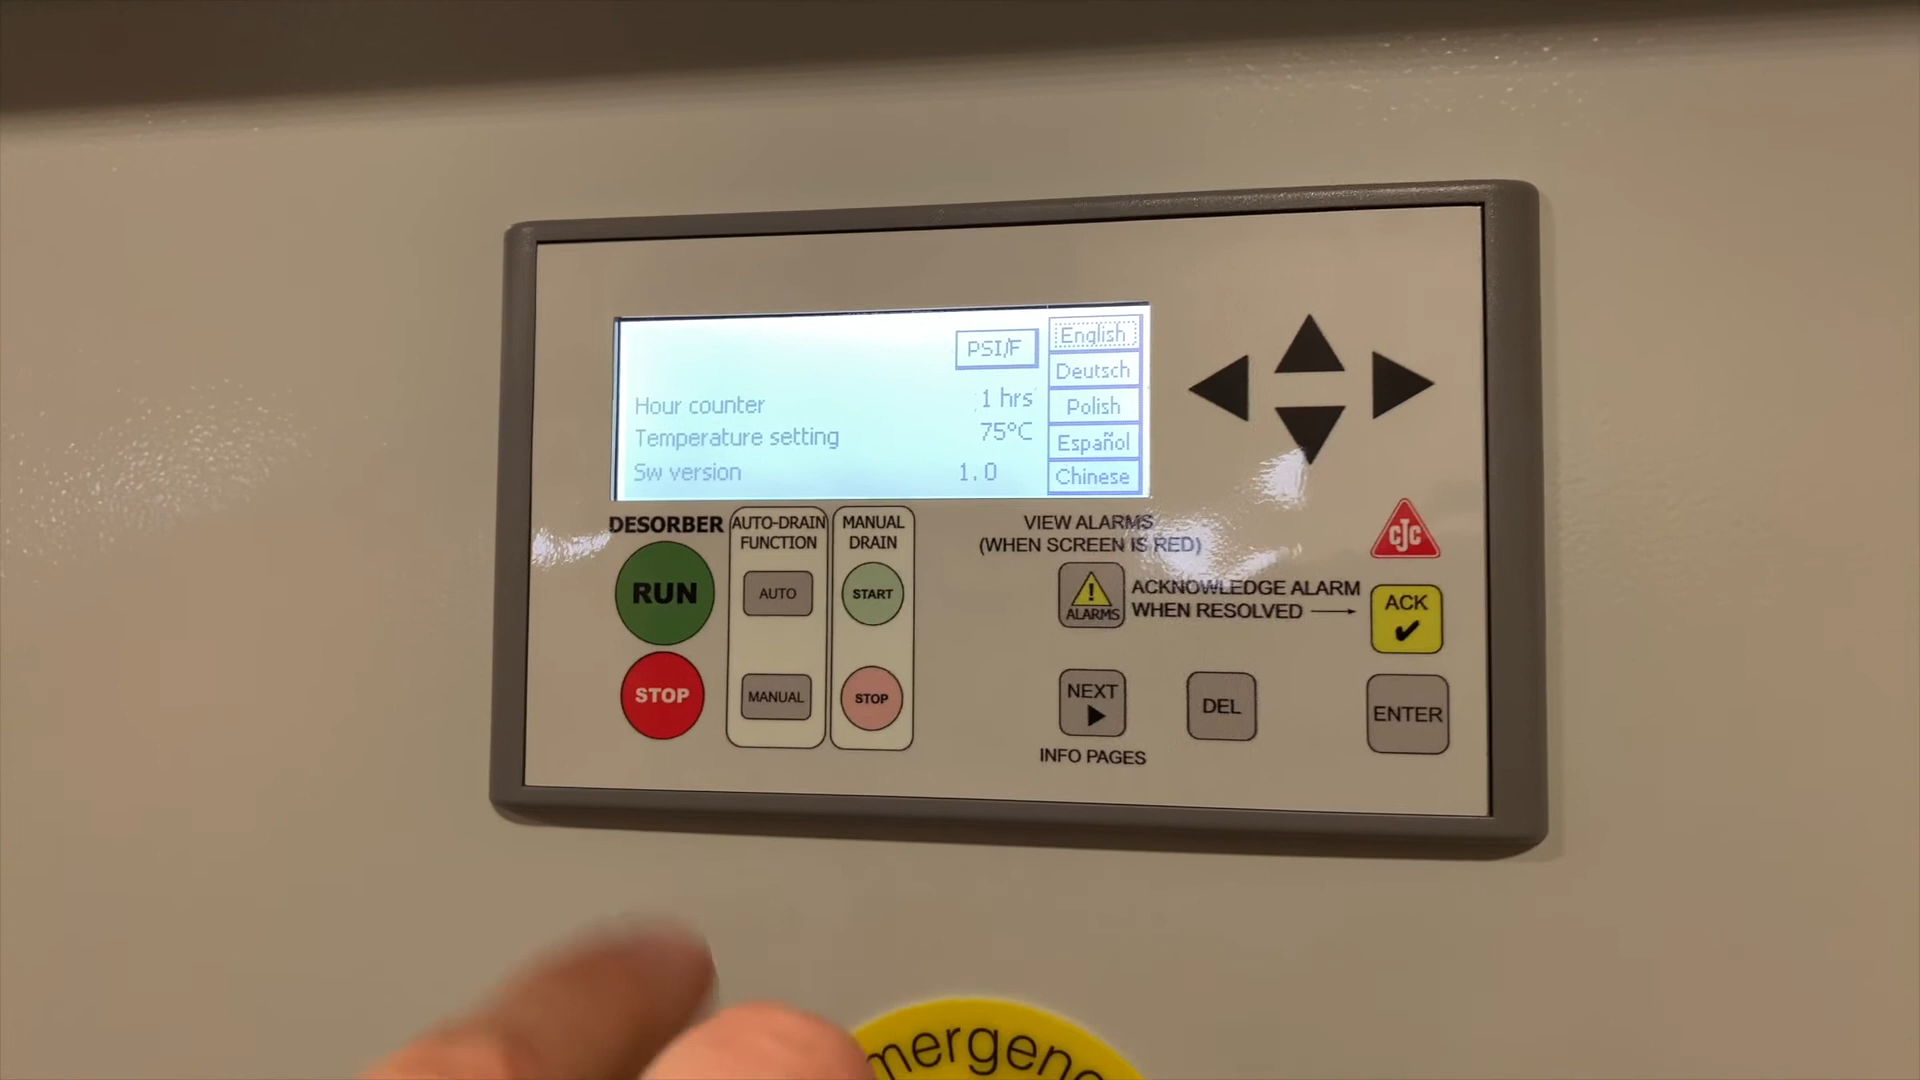 PSI/F
Hour counter 1 hrs
Temperature setting 75°C
Sw version 1.0
English
Deutsch
Polish
Español
Chinese
DESORBER
RUN
STOP
AUTO-DRAIN
FUNCTION
AUTO
MANUAL
MANUAL
DRAIN
START
STOP
VIEW ALARMS
(WHEN SCREEN IS RED)
ALARMS
ACKNOWLEDGE ALARM
WHEN RESOLVED
CJC
ACK
NEXT
INFO PAGES
DEL
ENTER
mergenc